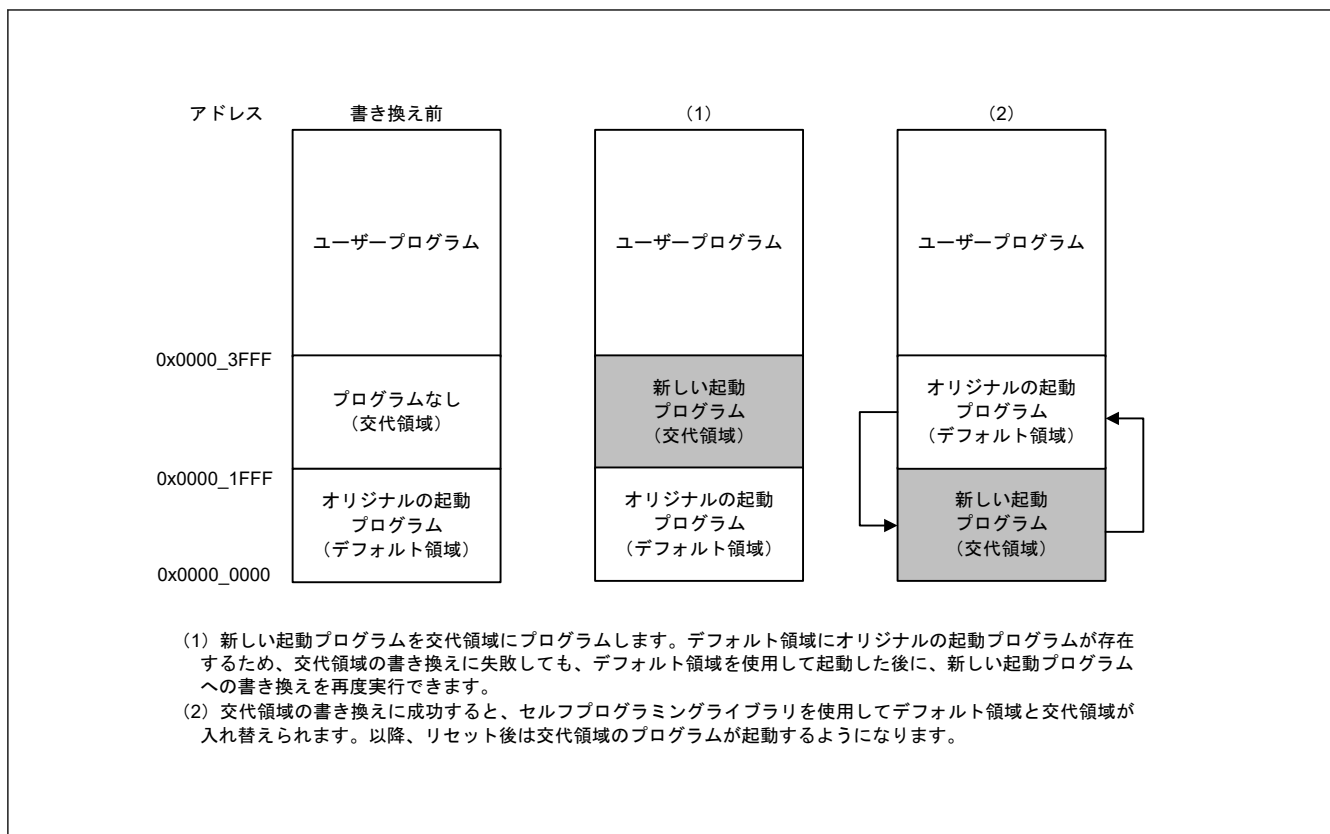 アドレス
書き換え前
(1)
(2)
ユーザープログラム
ユーザープログラム
ユーザープログラム
0x0000_3FFF
プログラムなし
(交代領域)
新しい起動
プログラム
(交代領域)
オリジナルの起動
プログラム
(デフォルト領域)
0x0000_1FFF
オリジナルの起動
プログラム
(デフォルト領域)
オリジナルの起動
プログラム
(デフォルト領域)
新しい起動
プログラム
(交代領域)
0x0000_0000
(1)新しい起動プログラムを交代領域にプログラムします。デフォルト領域にオリジナルの起動プログラムが存在
するため、交代領域の書き換えに失敗しても、デフォルト領域を使用して起動した後に、新しい起動プログラム
への書き換えを再度実行できます。
(2)交代領域の書き換えに成功すると、セルフプログラミングライブラリを使用してデフォルト領域と交代領域が
入れ替えられます。以降、リセット後は交代領域のプログラムが起動するようになります。